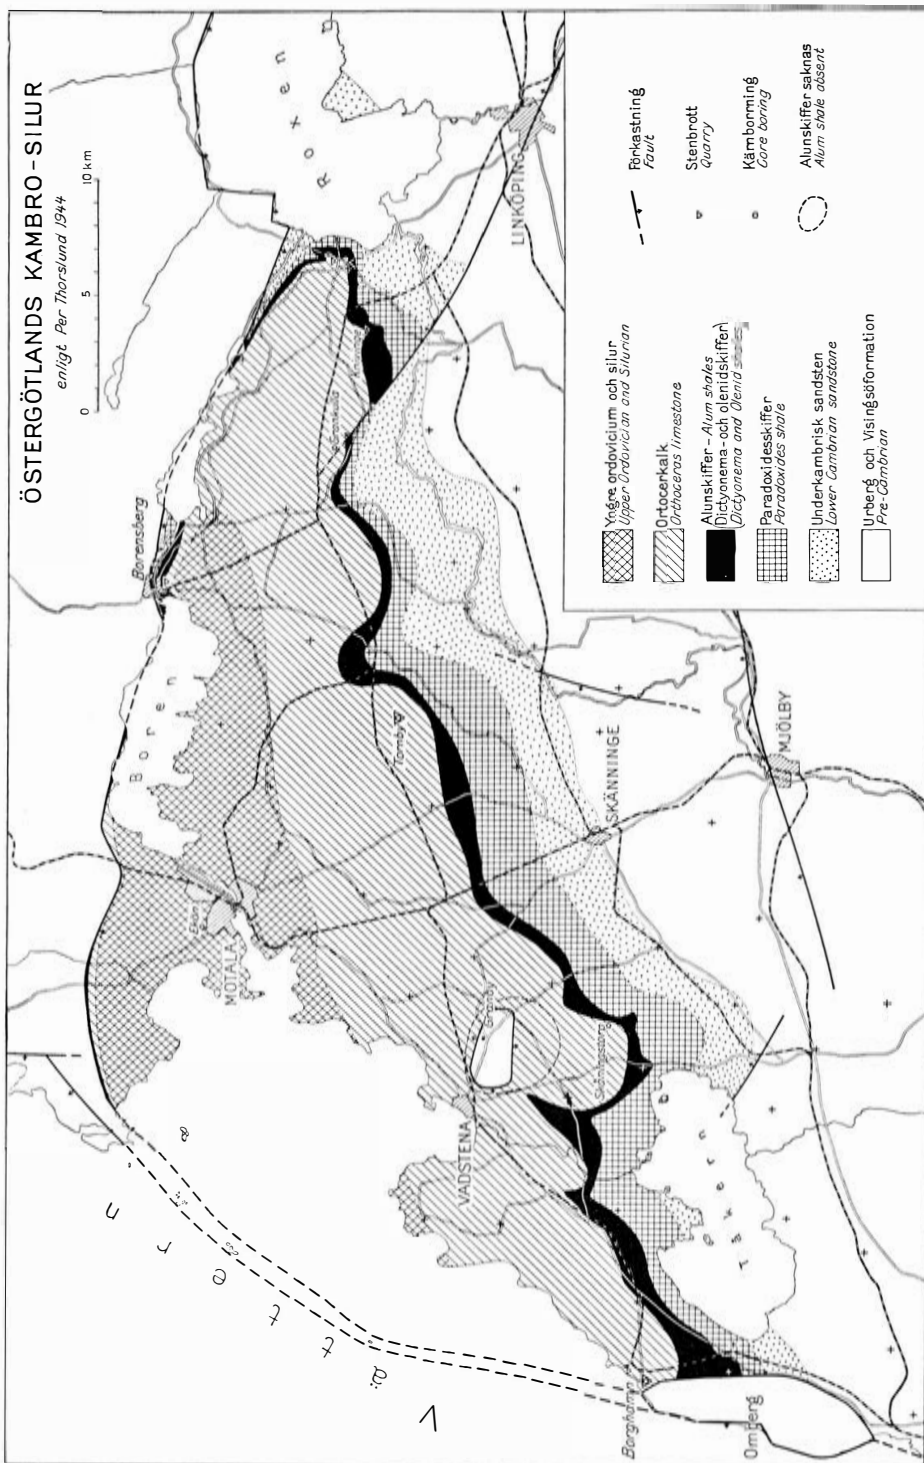 ÖSTERGÖTLANDS KAMBRO-SILUR
enligt Per Thorslund 1944
0 5 10 km
Roxen
Borensberg
LINKÖPING
Boren
Motala
MOTALA
Tornby
SKÄNNINGE
MJÖLBY
VADSTENA
Tåkern
Vättern
Borghamn
Omberg
Yngre ordovicium och silur
Upper Ordovician and Silurian
Ortocerkalk
Orthoceras limestone
Alunskiffer – Alum shales
(Dictyonema- och olenidskiffer)
(Dictyonema and Olenid shales)
Paradoxidesskiffer
Paradoxides shale
Underkambrisk sandsten
Lower Cambrian sandstone
Urberg och Visingsöformation
Pre-Cambrian
Förkastning
Fault
Stenbrott
Quarry
Kärnborrning
Core boring
Alunskiffer saknas
Alum shale absent